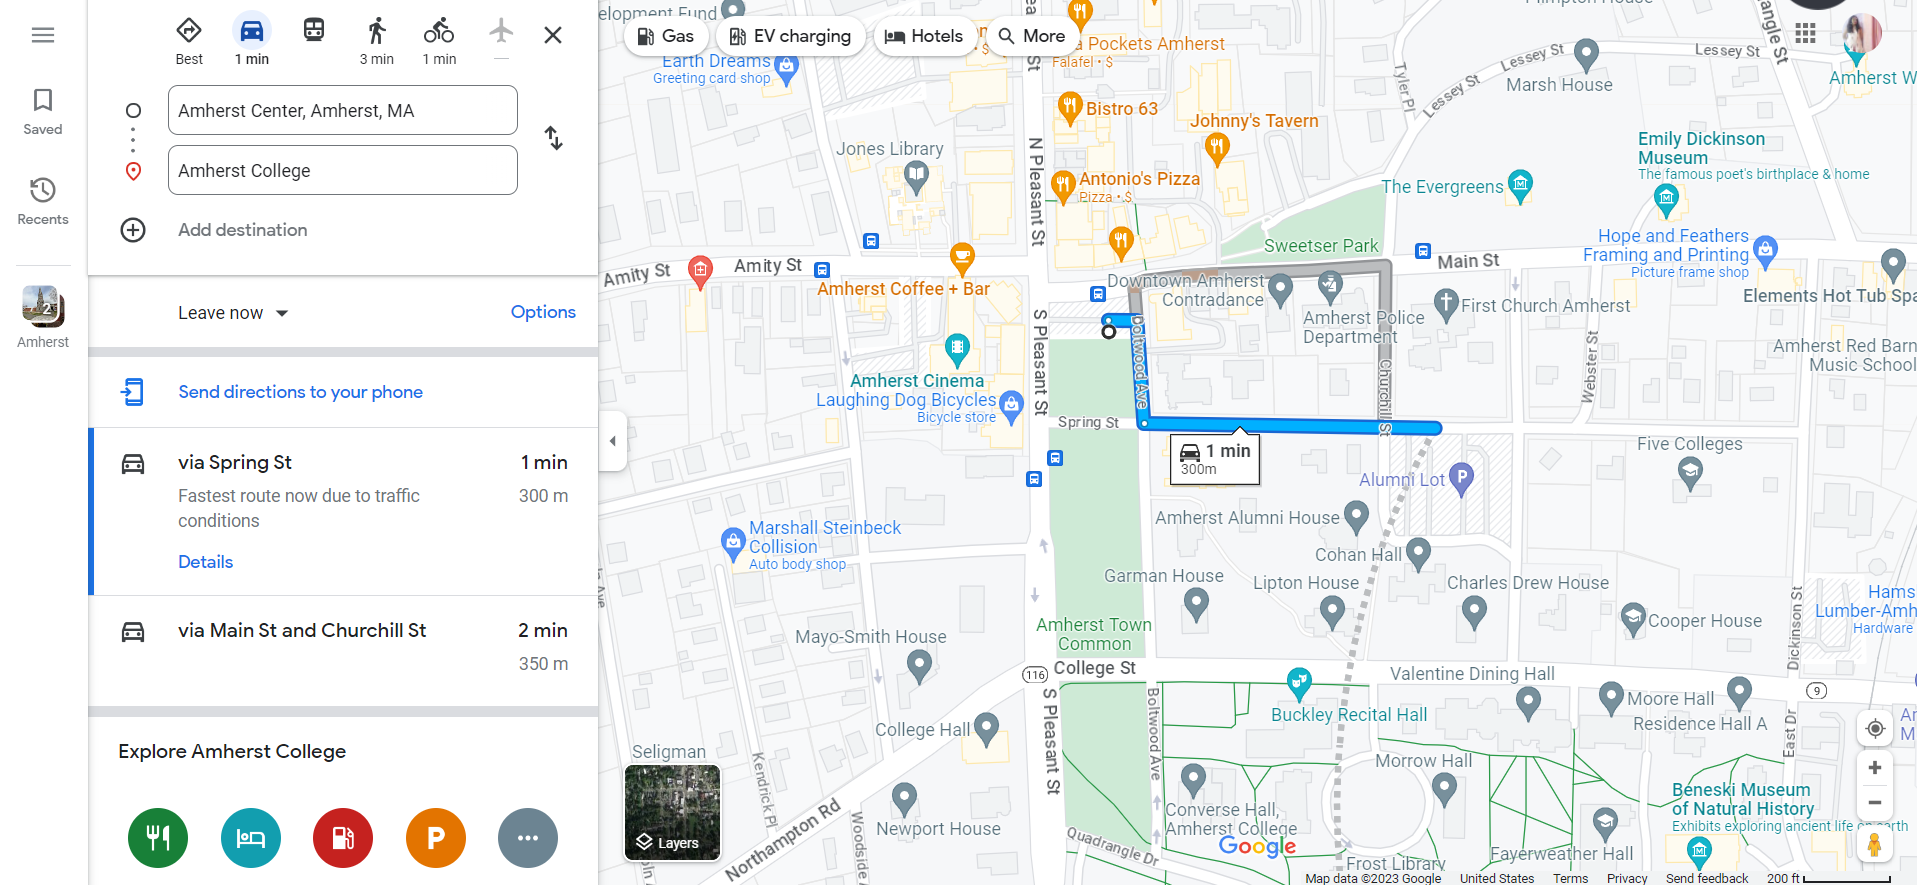 Best
1 min
3 min
1 min
Saved
Recents
2
Amherst
Amherst Center, Amherst, MA
Amherst College
Add destination
Leave now
Options
Send directions to your phone
via Spring St
1 min
Fastest route now due to traffic
conditions
300 m
Details
via Main St and Churchill St
2 min
350 m
Explore Amherst College
P
Gas
EV charging
Hotels
More
elopment Fund
Earth Dreams
Greeting card shop
a Pockets Amherst
Falafel • $
Bistro 63
Johnny's Tavern
Jones Library
Antonio's Pizza
Pizza • $
N Pleasant St
Tyler Pl
Lessey St
Lessey St
Lessey St
Marsh House
Amherst W
Emily Dickinson
Museum
The famous poet's birthplace & home
The Evergreens
Sweetser Park
Main St
Hope and Feathers
Framing and Printing
Picture frame shop
Elements Hot Tub Spa
Amity St
Amity St
Amherst Coffee + Bar
Downtown Amherst
Contradance
Amherst Police
Department
First Church Amherst
Amherst Red Barn
Music School
S Pleasant St
Boltwood Ave
Churchill St
Webster St
Amherst Cinema
Laughing Dog Bicycles
Bicycle store
Spring St
1 min
300m
Five Colleges
Alumni Lot
P
Marshall Steinbeck
Collision
Auto body shop
Amherst Alumni House
Cohan Hall
Garman House
Lipton House
Charles Drew House
Cooper House
Dickinson St
Hams
Lumber-Amh
Hardware
Amherst Town
Common
Mayo-Smith House
116
College St
Valentine Dining Hall
9
Moore Hall
Residence Hall A
Buckley Recital Hall
College Hall
S Pleasant St
Boltwood Ave
East Dr
Seligman
Kendrick Pl
Morrow Hall
Converse Hall,
Amherst College
Newport House
Northampton Rd
Woodside
Quadrangle Dr
Beneski Museum
of Natural History
Exhibits exploring ancient life on earth
Fayerweather Hall
Frost Library
Layers
Google
Map data ©2023 Google
United States
Terms
Privacy
Send feedback
200 ft